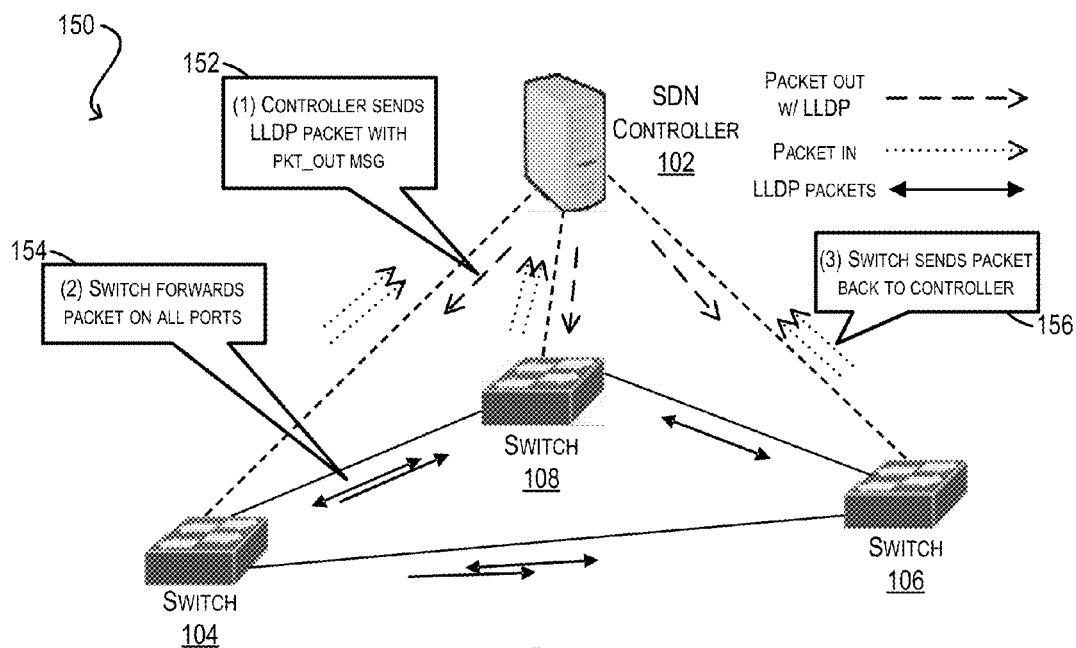 150
152
(1) CONTROLLER SENDS
LLDP PACKET WITH
PKT_OUT MSG
SDN
CONTROLLER
102
PACKET OUT
W/ LLDP
PACKET IN
LLDP PACKETS
154
(2) SWITCH FORWARDS
PACKET ON ALL PORTS
(3) SWITCH SENDS PACKET
BACK TO CONTROLLER
156
SWITCH
108
SWITCH
106
SWITCH
104